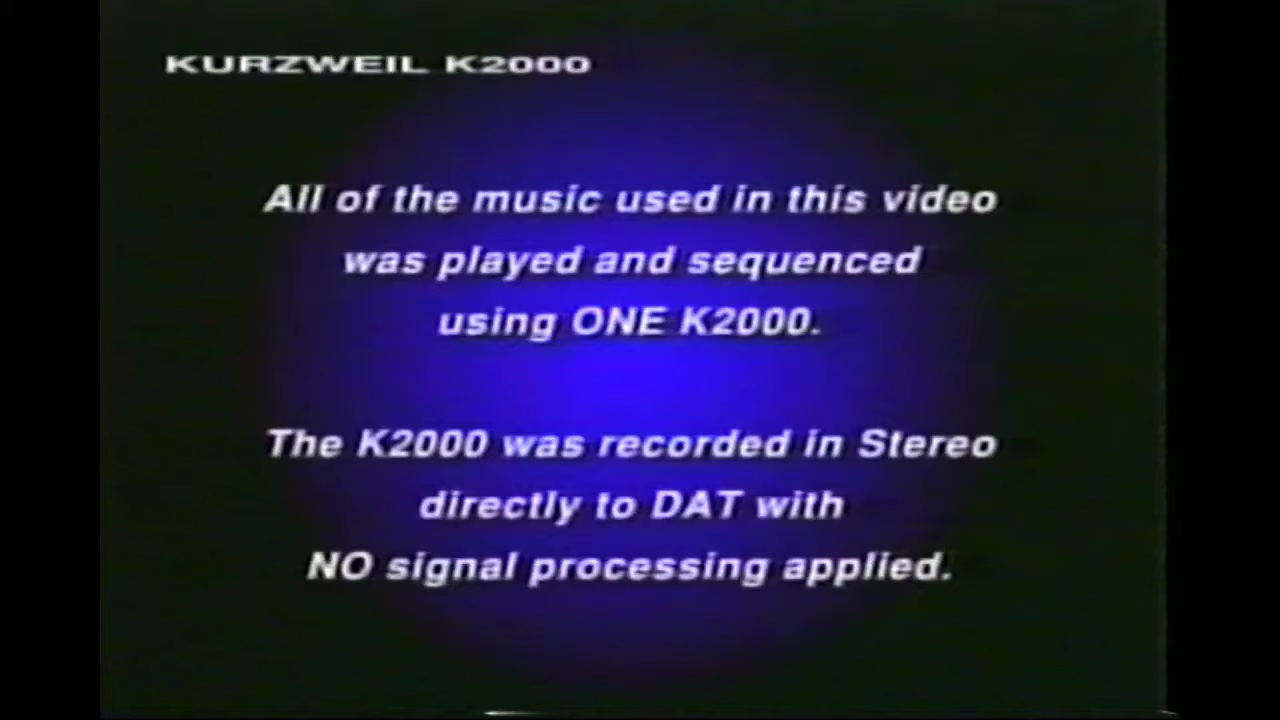 KURZWEIL K2000
All of the music used in this video
was played and sequenced
using ONE K2000.
The K2000 was recorded in Stereo
directly to DAT with
NO signal processing applied.